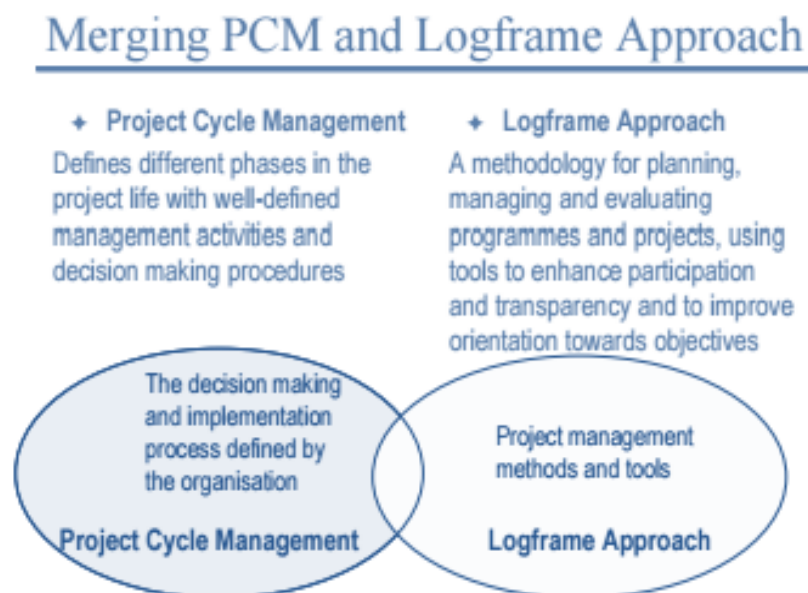 Merging PCM and Logframe Approach
✦ Project Cycle Management
Defines different phases in the
project life with well-defined
management activities and
decision making procedures
✦ Logframe Approach
A methodology for planning,
managing and evaluating
programmes and projects, using
tools to enhance participation
and transparency and to improve
orientation towards objectives
The decision making
and implementation
process defined by
the organisation
Project Cycle Management
Project management
methods and tools
Logframe Approach